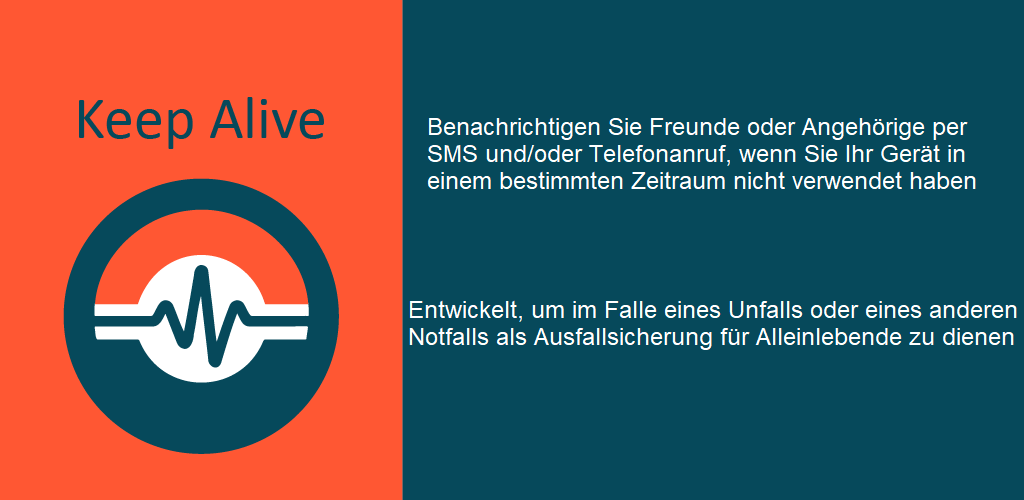 Keep Alive
Benachrichtigen Sie Freunde oder Angehörige per
SMS und/oder Telefonanruf, wenn Sie Ihr Gerät in
einem bestimmten Zeitraum nicht verwendet haben
Entwickelt, um im Falle eines Unfalls oder eines anderen
Notfalls als Ausfallsicherung für Alleinlebende zu dienen